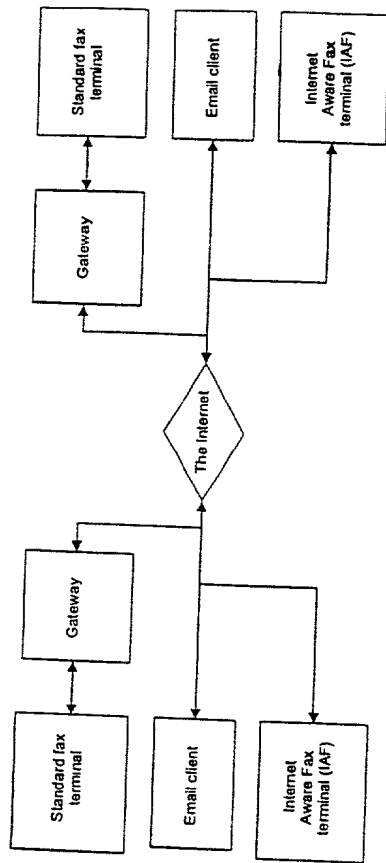 Standard fax
terminal
Gateway
Email client
Internet
Aware Fax
terminal (IAF)
The Internet
Gateway
Standard fax
terminal
Email client
Internet
Aware Fax
terminal (IAF)